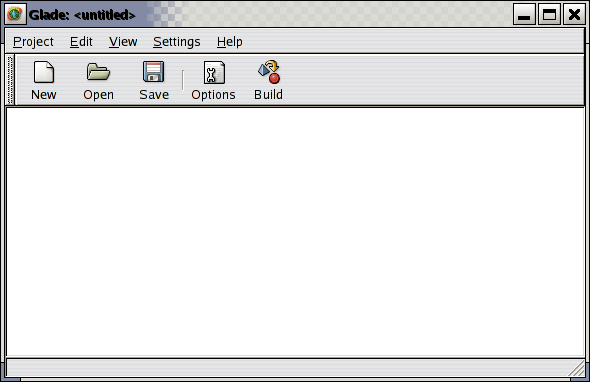 Glade: <untitled>
Project Edit View Settings Help
New Open Save Options Build